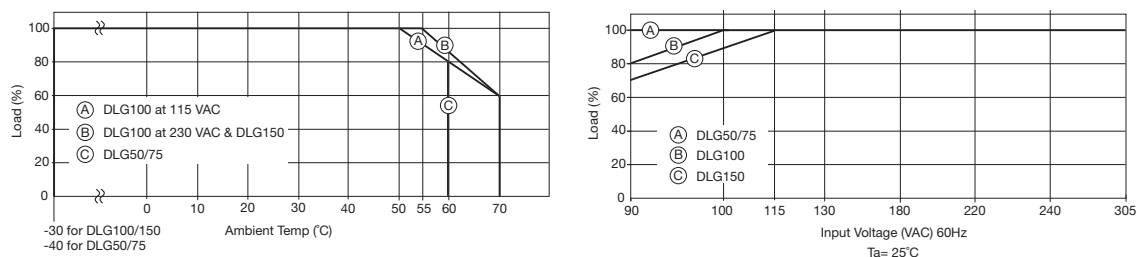 100
80
60
40
20
0
Load (%)
A
B
C
A DLG100 at 115 VAC
B DLG100 at 230 VAC & DLG150
C DLG50/75
0 10 20 30 40 50 55 60 70
-30 for DLG100/150
-40 for DLG50/75
Ambient Temp (°C)
100
80
60
40
20
0
Load (%)
A
B
C
A DLG50/75
B DLG100
C DLG150
90 100 115 130 180 220 240 305
Input Voltage (VAC) 60Hz
Ta= 25°C